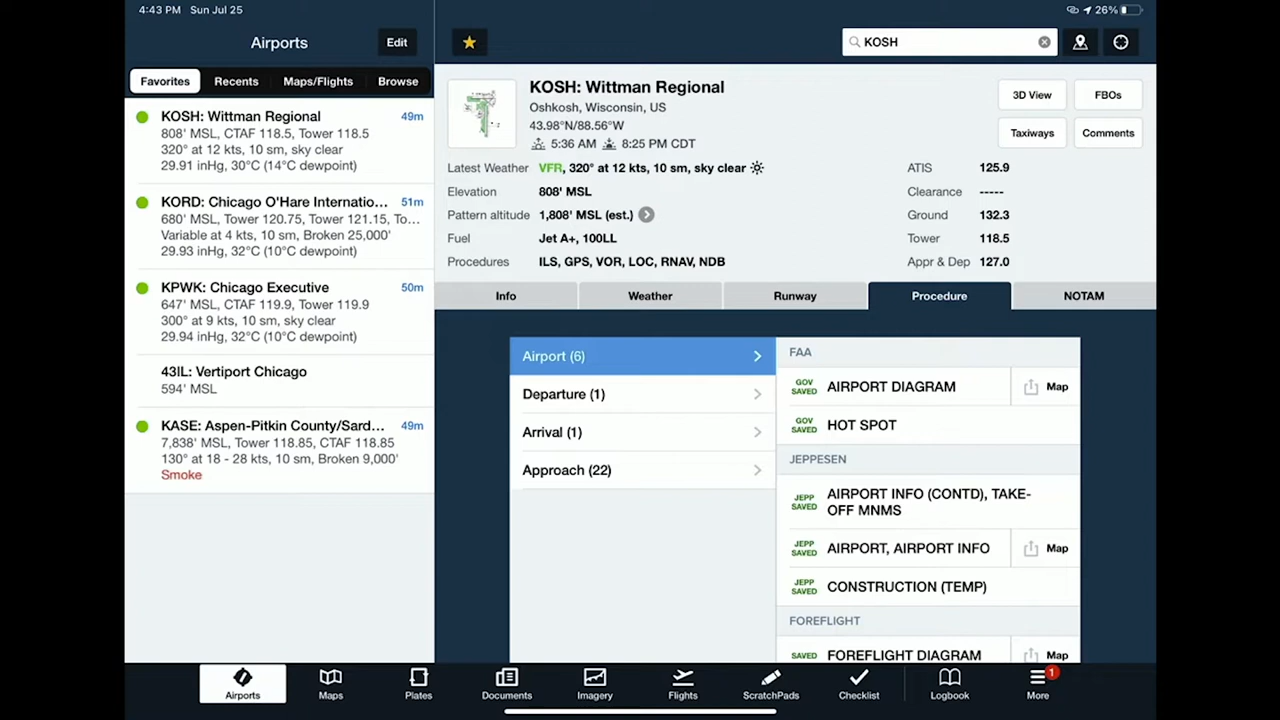 4:43 PM Sun Jul 25
26%
Airports
Edit
KOSH
Favorites
Recents
Maps/Flights
Browse
KOSH: Wittman Regional 49m
808' MSL, CTAF 118.5, Tower 118.5
320° at 12 kts, 10 sm, sky clear
29.91 inHg, 30°C (14°C dewpoint)
KORD: Chicago O'Hare Internatio... 51m
680' MSL, Tower 120.75, Tower 121.15, To...
Variable at 4 kts, 10 sm, Broken 25,000'
29.93 inHg, 32°C (10°C dewpoint)
KPWK: Chicago Executive 50m
647' MSL, CTAF 119.9, Tower 119.9
300° at 9 kts, 10 sm, sky clear
29.94 inHg, 32°C (10°C dewpoint)
43IL: Vertiport Chicago
594' MSL
KASE: Aspen-Pitkin County/Sard... 49m
7,838' MSL, Tower 118.85, CTAF 118.85
130° at 18 - 28 kts, 10 sm, Broken 9,000'
Smoke
KOSH: Wittman Regional
Oshkosh, Wisconsin, US
43.98°N/88.56°W
5:36 AM 8:25 PM CDT
3D View
FBOs
Taxiways
Comments
Latest Weather VFR, 320° at 12 kts, 10 sm, sky clear
Elevation 808' MSL
Pattern altitude 1,808' MSL (est.)
Fuel Jet A+, 100LL
Procedures ILS, GPS, VOR, LOC, RNAV, NDB
ATIS 125.9
Clearance -----
Ground 132.3
Tower 118.5
Appr & Dep 127.0
Info
Weather
Runway
Procedure
NOTAM
Airport (6)
Departure (1)
Arrival (1)
Approach (22)
FAA
GOV SAVED AIRPORT DIAGRAM Map
GOV SAVED HOT SPOT
JEPPESEN
JEPP SAVED AIRPORT INFO (CONTD), TAKE-
OFF MNMS
JEPP SAVED AIRPORT, AIRPORT INFO Map
JEPP SAVED CONSTRUCTION (TEMP)
FOREFLIGHT
SAVED FOREFLIGHT DIAGRAM Map
Airports
Maps
Plates
Documents
Imagery
Flights
ScratchPads
Checklist
Logbook
More
1